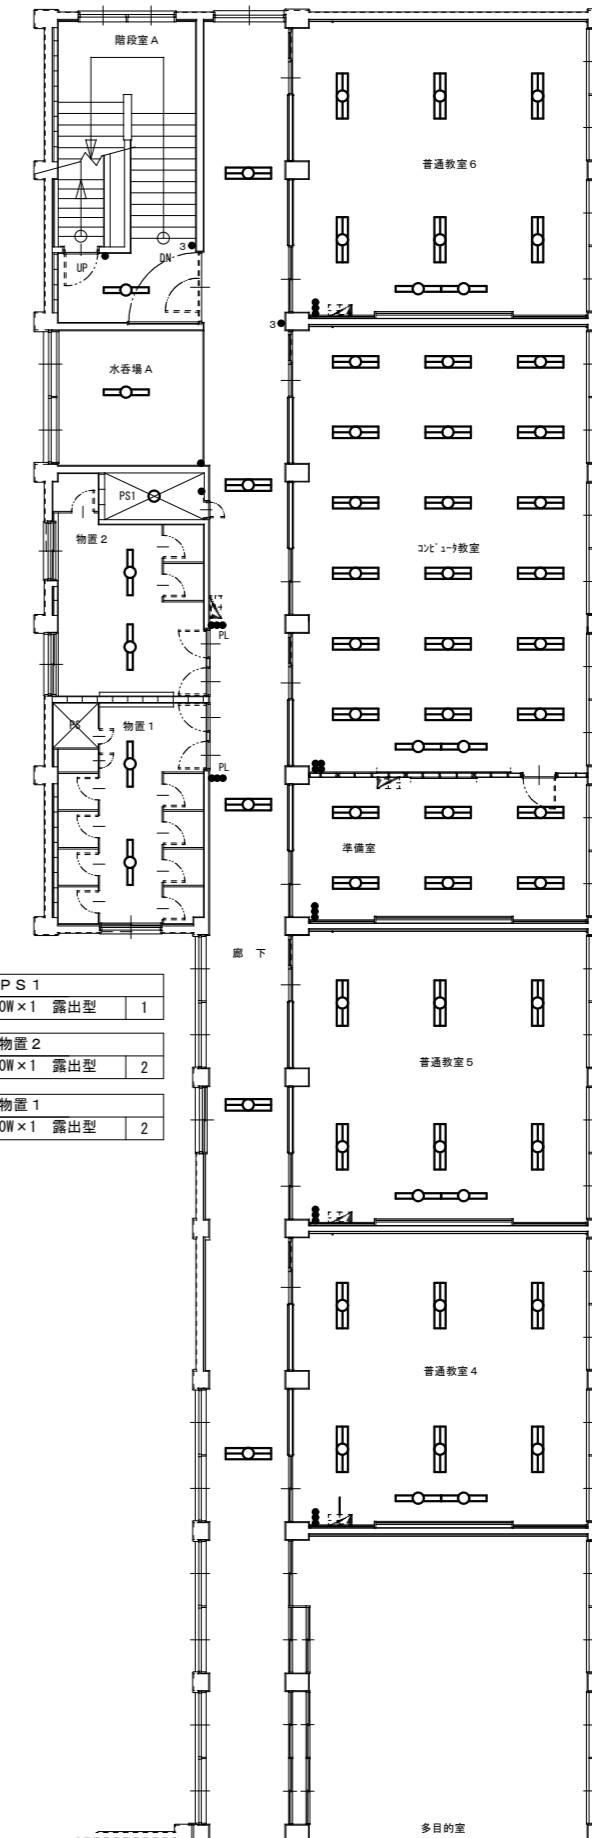 階段室A
普通教室6
3
UP
DN
3
水呑場A
PS1
コンピュータ教室
物置2
PL
PS
物置1
PL
準備室
廊 下
PS1
0W×1 露出型 1
物置2
0W×1 露出型 2
物置1
0W×1 露出型 2
普通教室5
普通教室4
多目的室